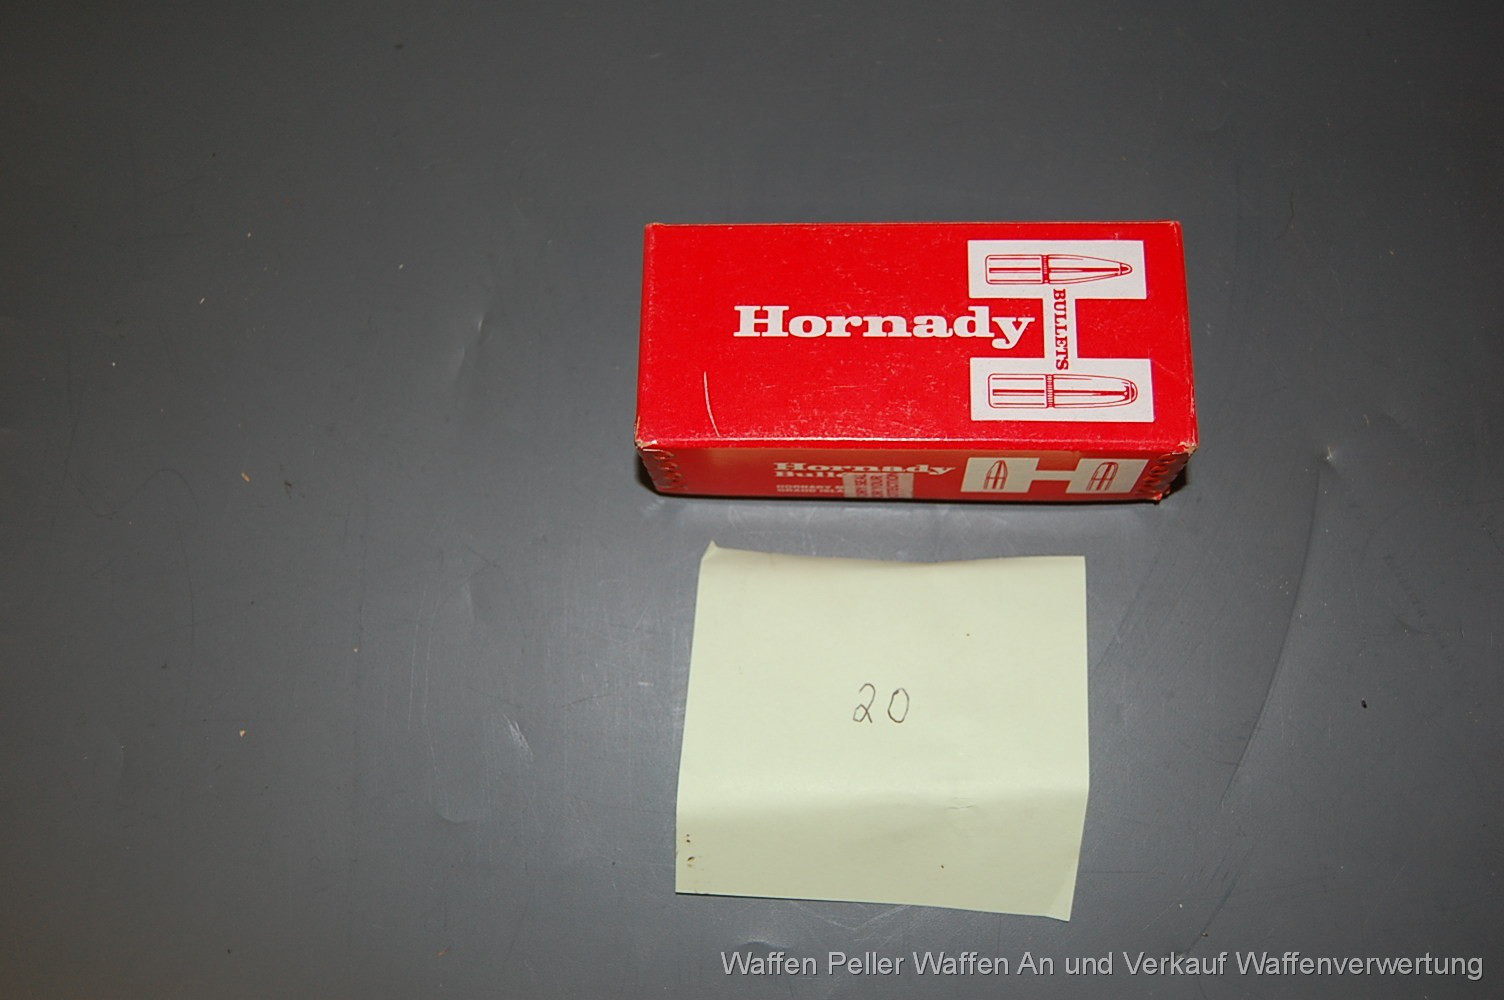 Hornady
BULLETS
Hornady
20
Waffen Peller Waffen An und Verkauf Waffenverwertung